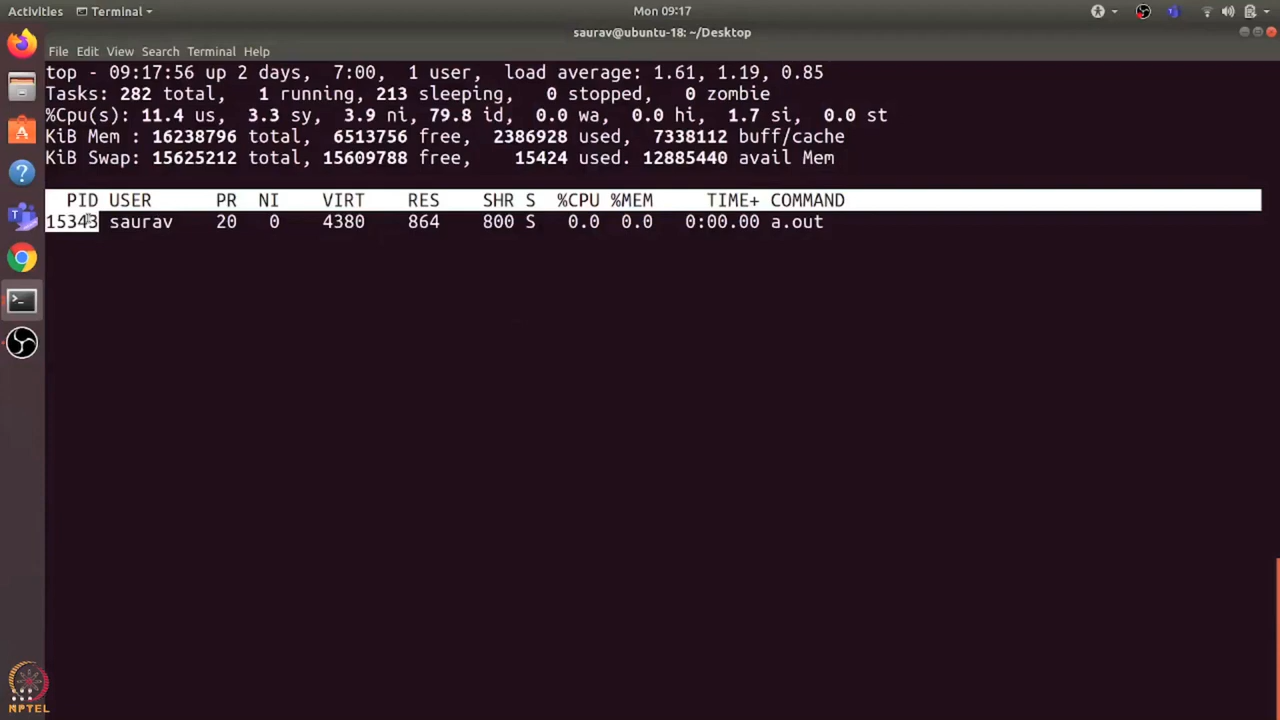 Activities Terminal Mon 09:17
saurav@ubuntu-18: ~/Desktop
File Edit View Search Terminal Help
top - 09:17:56 up 2 days, 7:00, 1 user, load average: 1.61, 1.19, 0.85
Tasks: 282 total, 1 running, 213 sleeping, 0 stopped, 0 zombie
%Cpu(s): 11.4 us, 3.3 sy, 3.9 ni, 79.8 id, 0.0 wa, 0.0 hi, 1.7 si, 0.0 st
KiB Mem : 16238796 total, 6513756 free, 2386928 used, 7338112 buff/cache
KiB Swap: 15625212 total, 15609788 free, 15424 used. 12885440 avail Mem
PID USER PR NI VIRT RES SHR S %CPU %MEM TIME+ COMMAND
15343 saurav 20 0 4380 864 800 S 0.0 0.0 0:00.00 a.out
NPTEL